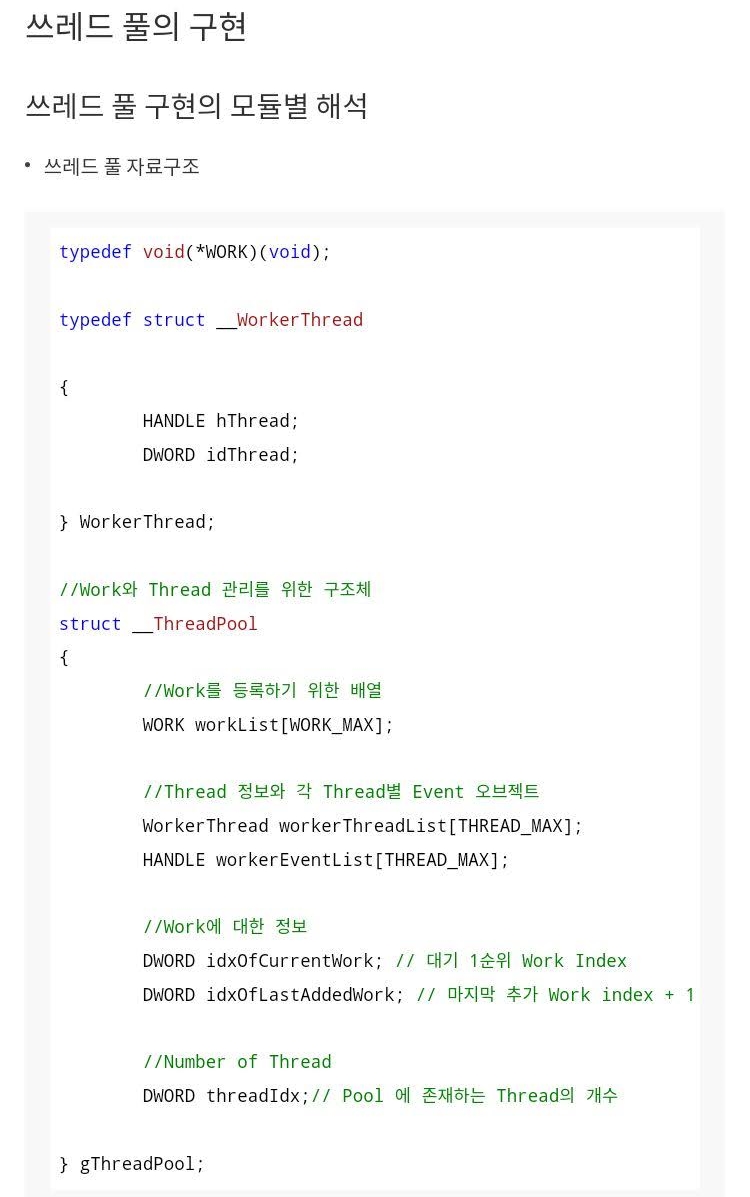 쓰레드 풀의 구현
쓰레드 풀 구현의 모듈별 해석
• 쓰레드 풀 자료구조
typedef void(*WORK)(void);
typedef struct __WorkerThread
{
HANDLE hThread;
DWORD idThread;
} WorkerThread;
//Work와 Thread 관리를 위한 구조체
struct __ThreadPool
{
//Work를 등록하기 위한 배열
WORK workList[WORK_MAX];
//Thread 정보와 각 Thread별 Event 오브젝트
WorkerThread workerThreadList[THREAD_MAX];
HANDLE workerEventList[THREAD_MAX];
//Work에 대한 정보
DWORD idxOfCurrentWork; // 대기 1순위 Work Index
DWORD idxOfLastAddedWork; // 마지막 추가 Work index + 1
//Number of Thread
DWORD threadIdx;// Pool 에 존재하는 Thread의 개수
} gThreadPool;